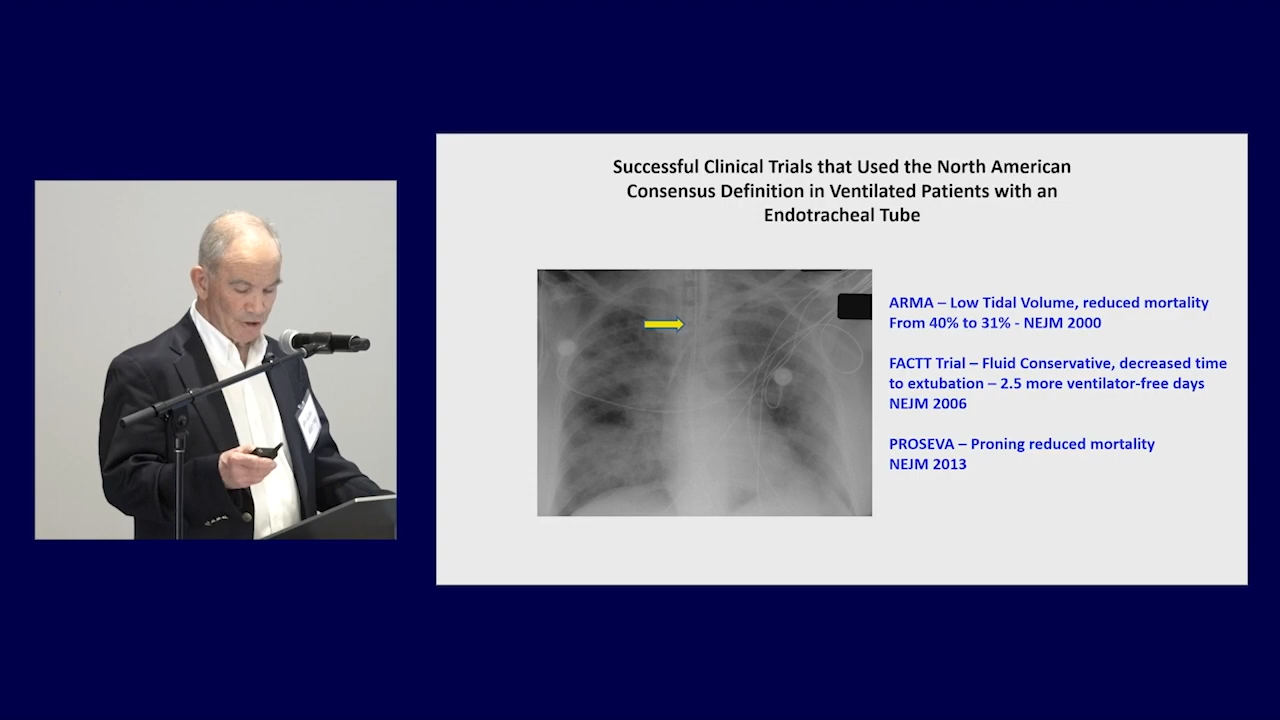 Successful Clinical Trials that Used the North American
Consensus Definition in Ventilated Patients with an
Endotracheal Tube
ARMA – Low Tidal Volume, reduced mortality
From 40% to 31% - NEJM 2000
FACTT Trial – Fluid Conservative, decreased time
to extubation – 2.5 more ventilator-free days
NEJM 2006
PROSEVA – Proning reduced mortality
NEJM 2013